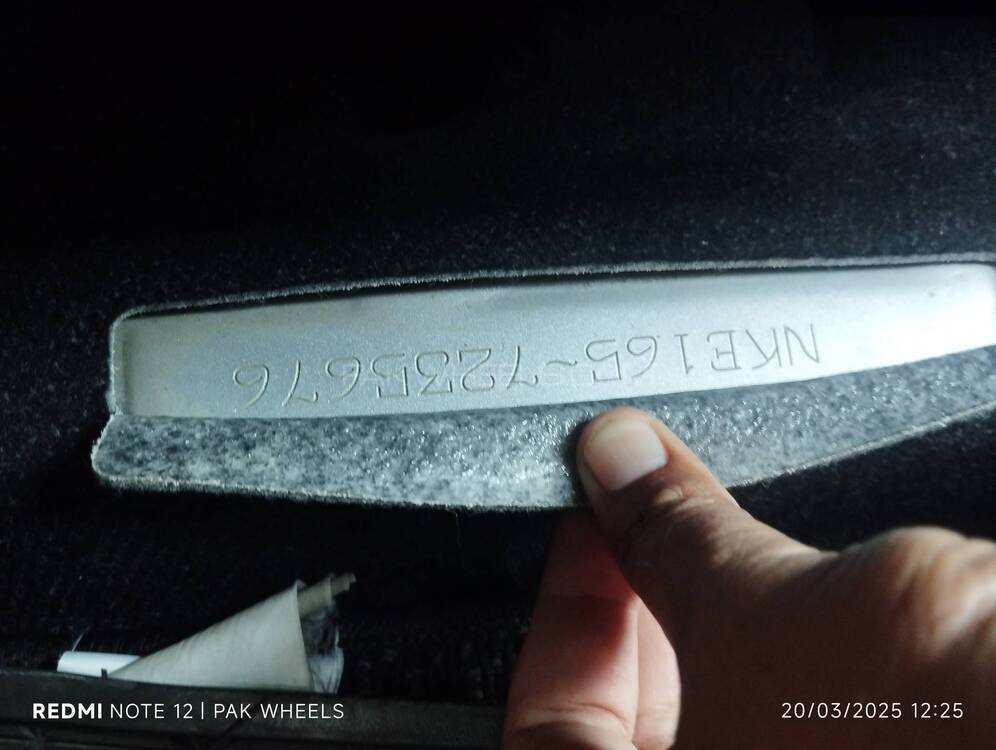 NKE165-7235676
REDMI NOTE 12 | PAK WHEELS
20/03/2025 12:25